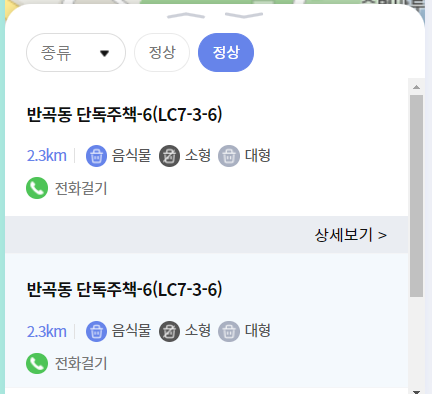 종류 정상 정상
반곡동 단독주책-6(LC7-3-6)
2.3km 음식물 소형 대형
전화걸기
상세보기 >
반곡동 단독주책-6(LC7-3-6)
2.3km 음식물 소형 대형
전화걸기